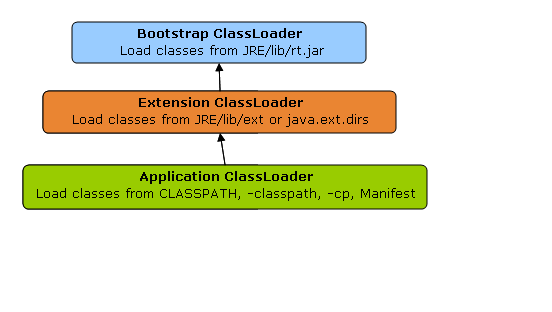 Bootstrap ClassLoader
Load classes from JRE/lib/rt.jar
Extension ClassLoader
Load classes from JRE/lib/ext or java.ext.dirs
Application ClassLoader
Load classes from CLASSPATH, -classpath, -cp, Manifest